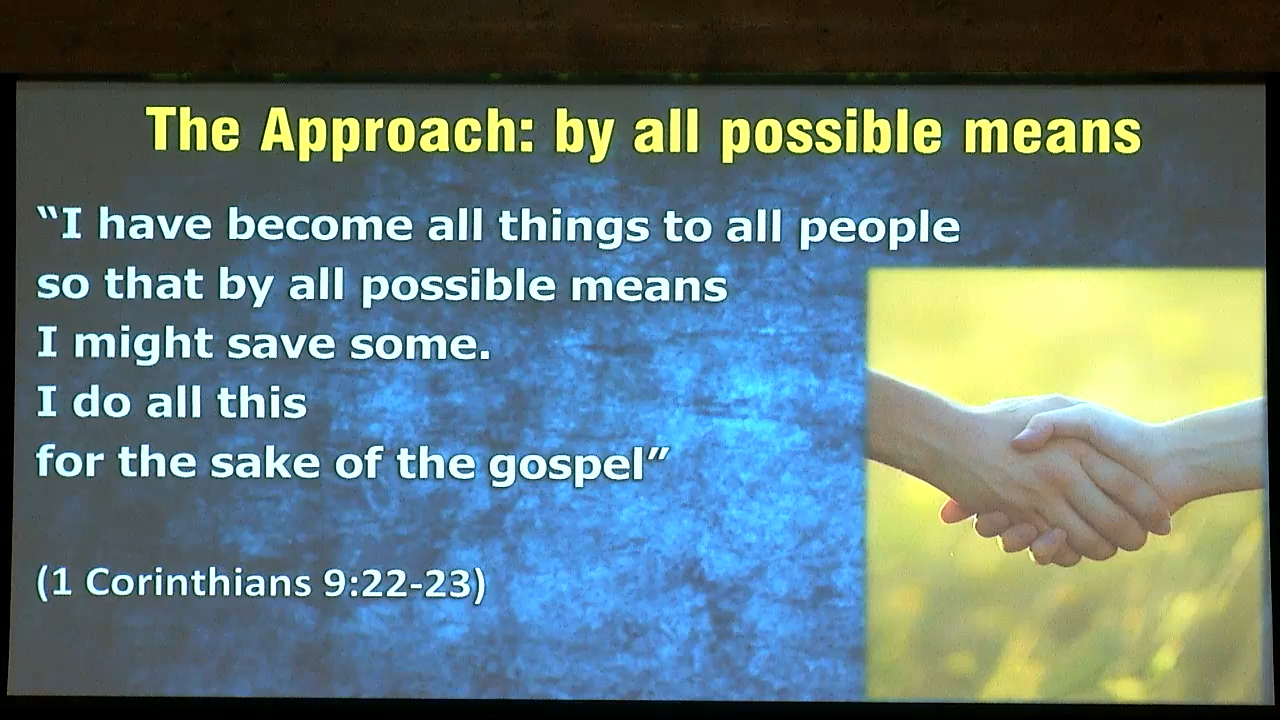 The Approach: by all possible means
“I have become all things to all people
so that by all possible means
I might save some.
I do all this
for the sake of the gospel”
(1 Corinthians 9:22-23)